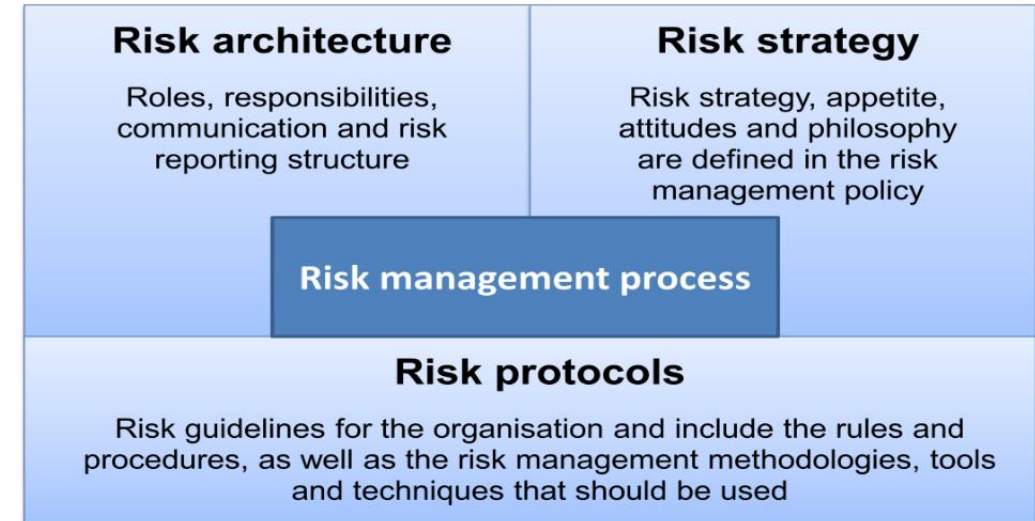 Risk architecture
Roles, responsibilities,
communication and risk
reporting structure
Risk strategy
Risk strategy, appetite,
attitudes and philosophy
are defined in the risk
management policy
Risk management process
Risk protocols
Risk guidelines for the organisation and include the rules and
procedures, as well as the risk management methodologies, tools
and techniques that should be used